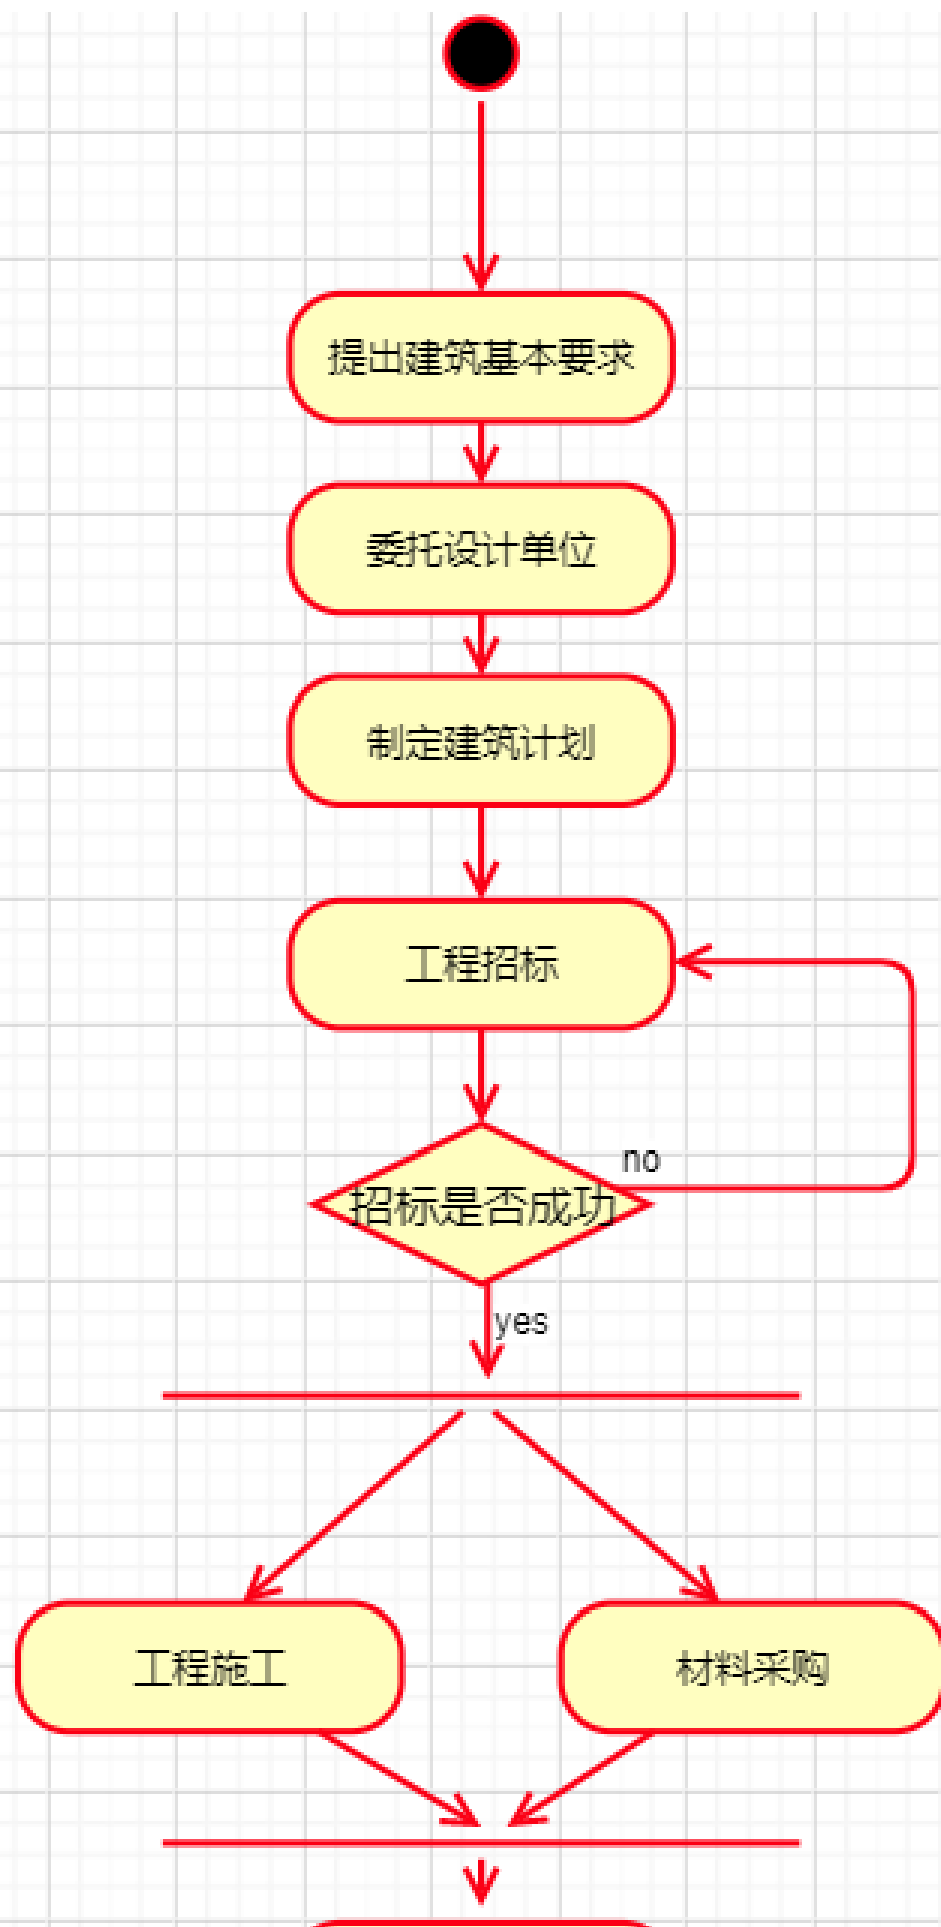 提出建筑基本要求
委托设计单位
制定建筑计划
工程招标
no
招标是否成功
yes
工程施工
材料采购